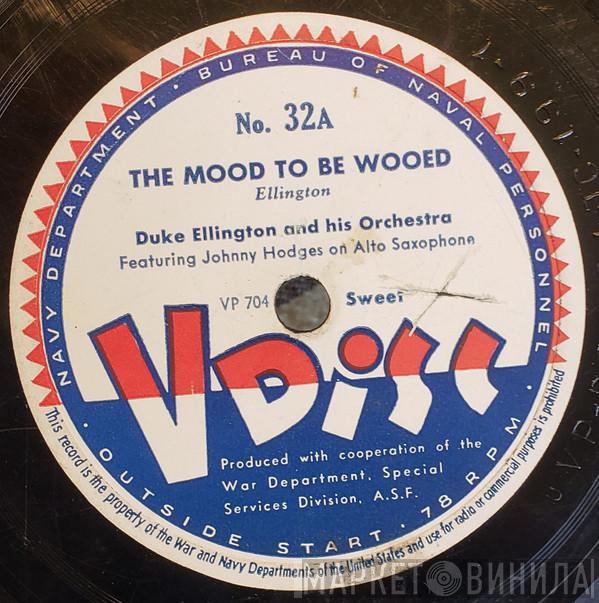 NAVY DEPARTMENT · BUREAU OF NAVAL PERSONNEL
No. 32A
THE MOOD TO BE WOOED
Ellington
Duke Ellington and his Orchestra
Featuring Johnny Hodges on Alto Saxophone
VP 704
Sweet
VDisc
Produced with cooperation of the
War Department, Special
Services Division, A.S.F.
· OUTSIDE START · 78 RPM ·
This record is the property of the War and Navy Departments of the United States and use for radio or commercial purposes is prohibited
МАРКЕТ ВИНИЛА